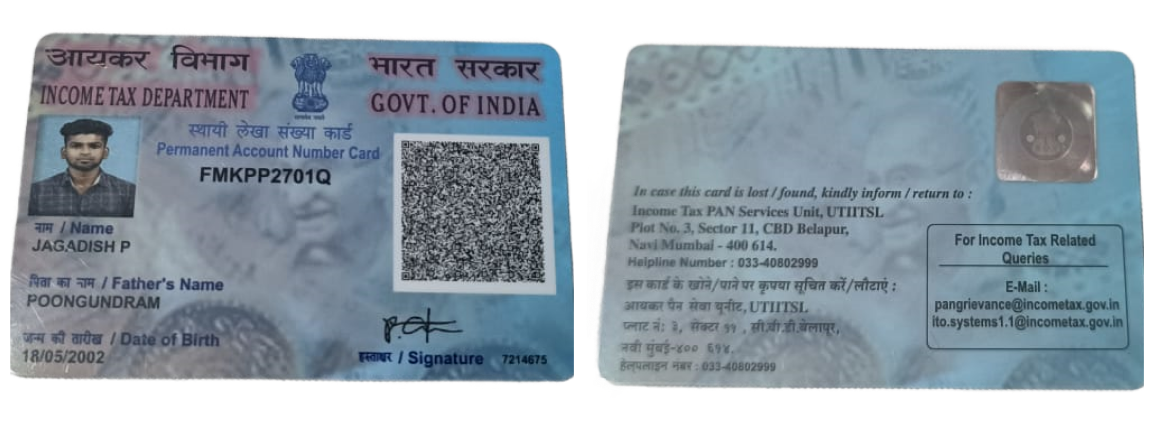 आयकर विभाग
INCOME TAX DEPARTMENT
भारत सरकार
GOVT. OF INDIA
स्थायी लेखा संख्या कार्ड
Permanent Account Number Card
FMKPP2701Q
नाम / Name
JAGADISH P
पिता का नाम / Father's Name
POONGUNDRAM
जन्म की तारीख / Date of Birth
18/05/2002
हस्ताक्षर / Signature
7214675
In case this card is lost / found, kindly inform / return to :
Income Tax PAN Services Unit, UTIITSL
Plot No. 3, Sector 11, CBD Belapur,
Navi Mumbai - 400 614.
Helpline Number : 033-40802999
इस कार्ड के खोने/पाने पर कृपया सूचित करें/लौटाएं :
आयकर पैन सेवा यूनीट, UTIITSL
प्लाट नं: ३, सेक्टर ११ , सी.बी.डी.बेलापूर,
नवी मुंबई-४०० ६१४.
हेल्पलाइन नंबर : 033-40802999
For Income Tax Related
Queries
E-Mail :
pangrievance@incometax.gov.in
ito.systems1.1@incometax.gov.in